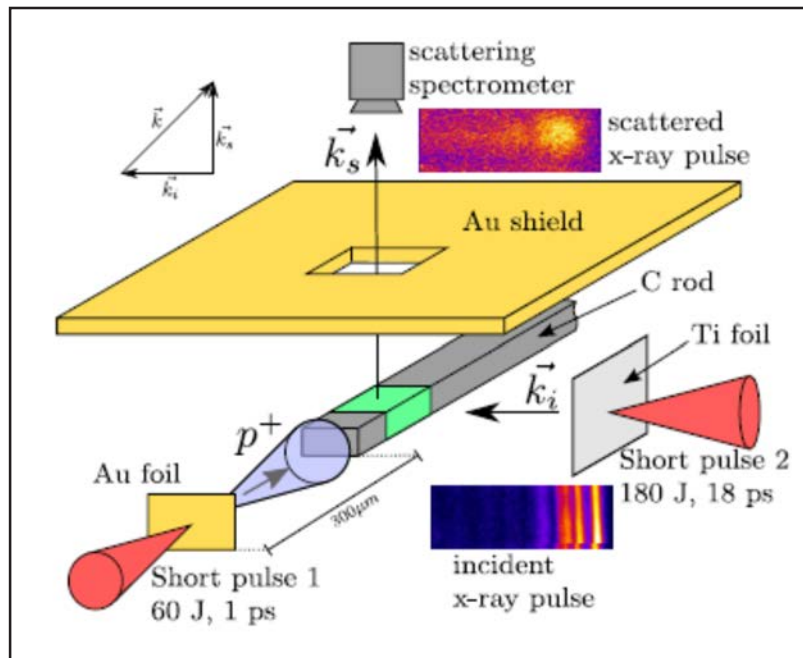 scattering
spectrometer
scattered
x-ray pulse
k⃗
k⃗ₛ
k⃗ᵢ
k⃗ₛ
Au shield
C rod
Ti foil
k⃗ᵢ
p⁺
Au foil
300μm
Short pulse 2
180 J, 18 ps
Short pulse 1
60 J, 1 ps
incident
x-ray pulse